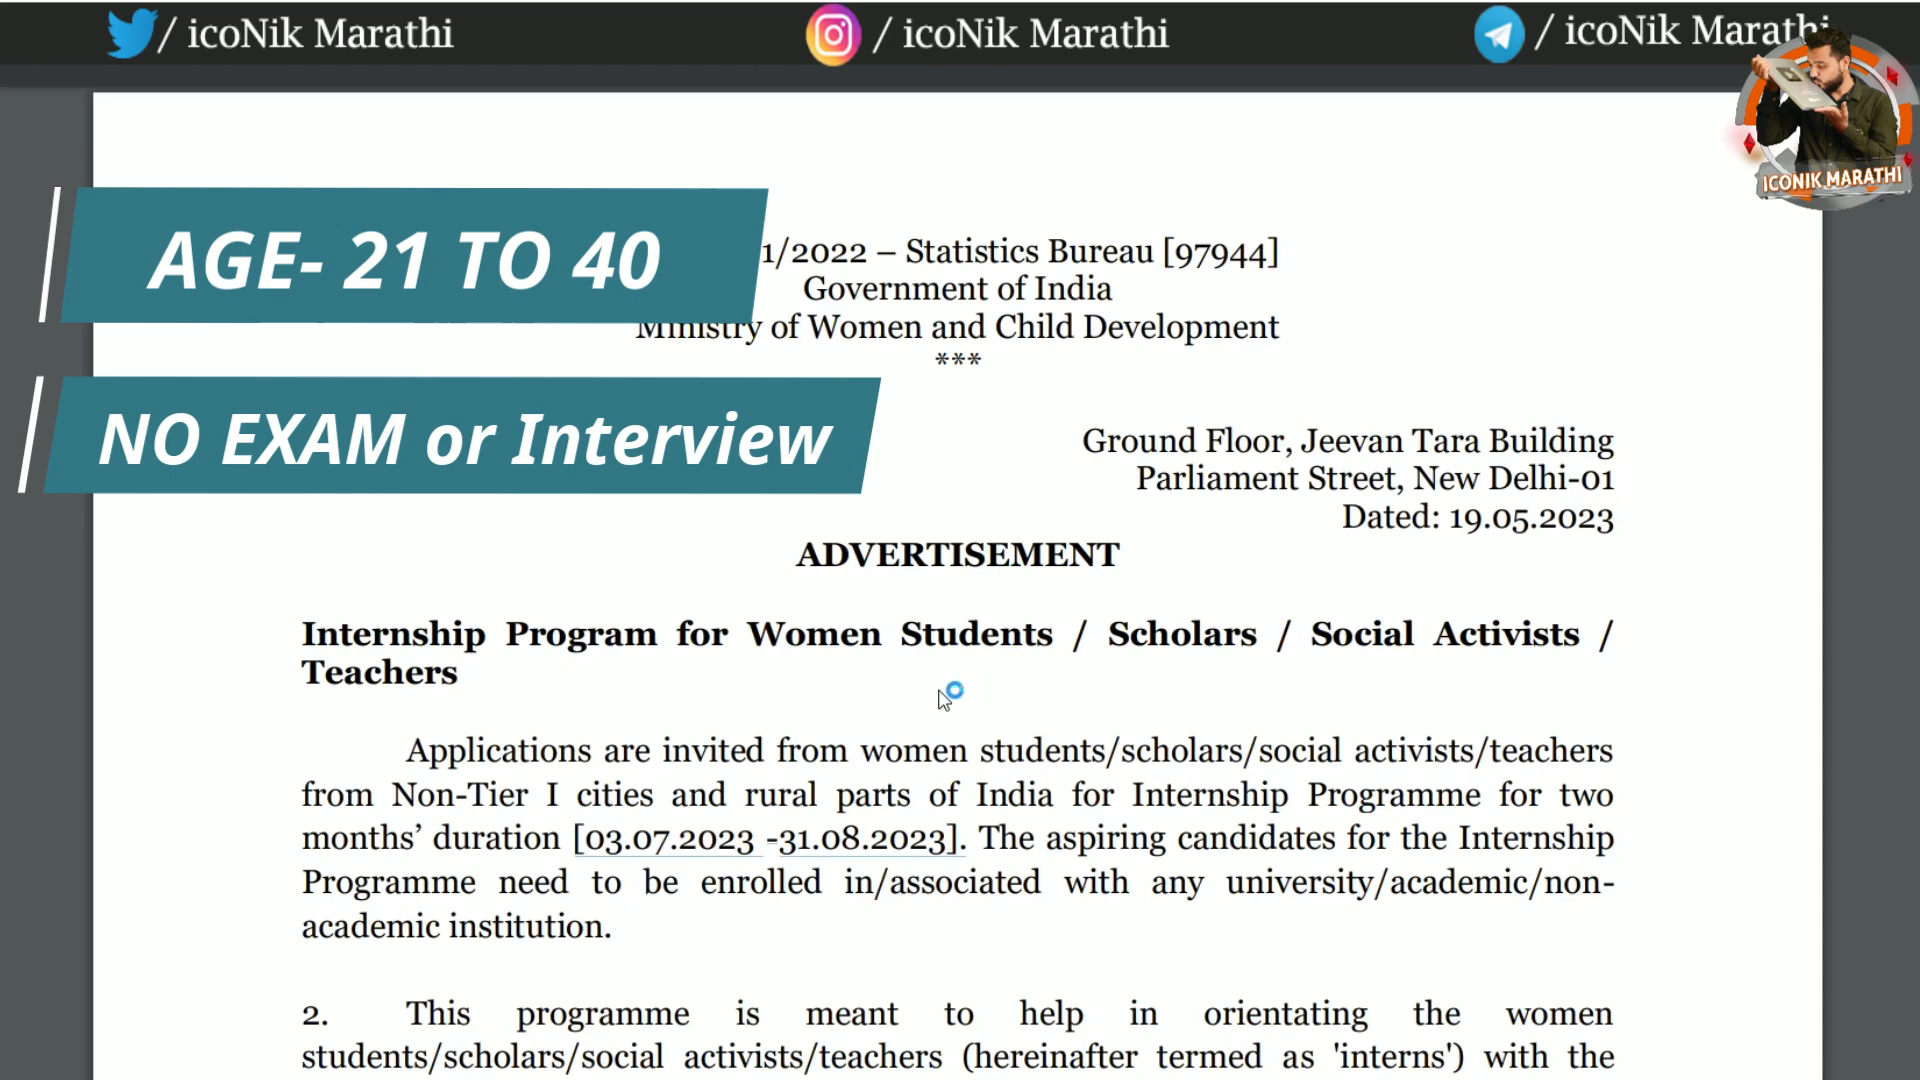 / icoNik Marathi
/ icoNik Marathi
/ icoNik Marathi
ICONIK MARATHI
AGE- 21 TO 40
NO EXAM or Interview
1/2022 – Statistics Bureau [97944]
Government of India
Ministry of Women and Child Development
***
Ground Floor, Jeevan Tara Building
Parliament Street, New Delhi-01
Dated: 19.05.2023
ADVERTISEMENT
Internship Program for Women Students / Scholars / Social Activists /
Teachers
Applications are invited from women students/scholars/social activists/teachers
from Non-Tier I cities and rural parts of India for Internship Programme for two
months’ duration [03.07.2023 -31.08.2023]. The aspiring candidates for the Internship
Programme need to be enrolled in/associated with any university/academic/non-
academic institution.
2. This programme is meant to help in orientating the women
students/scholars/social activists/teachers (hereinafter termed as 'interns') with the